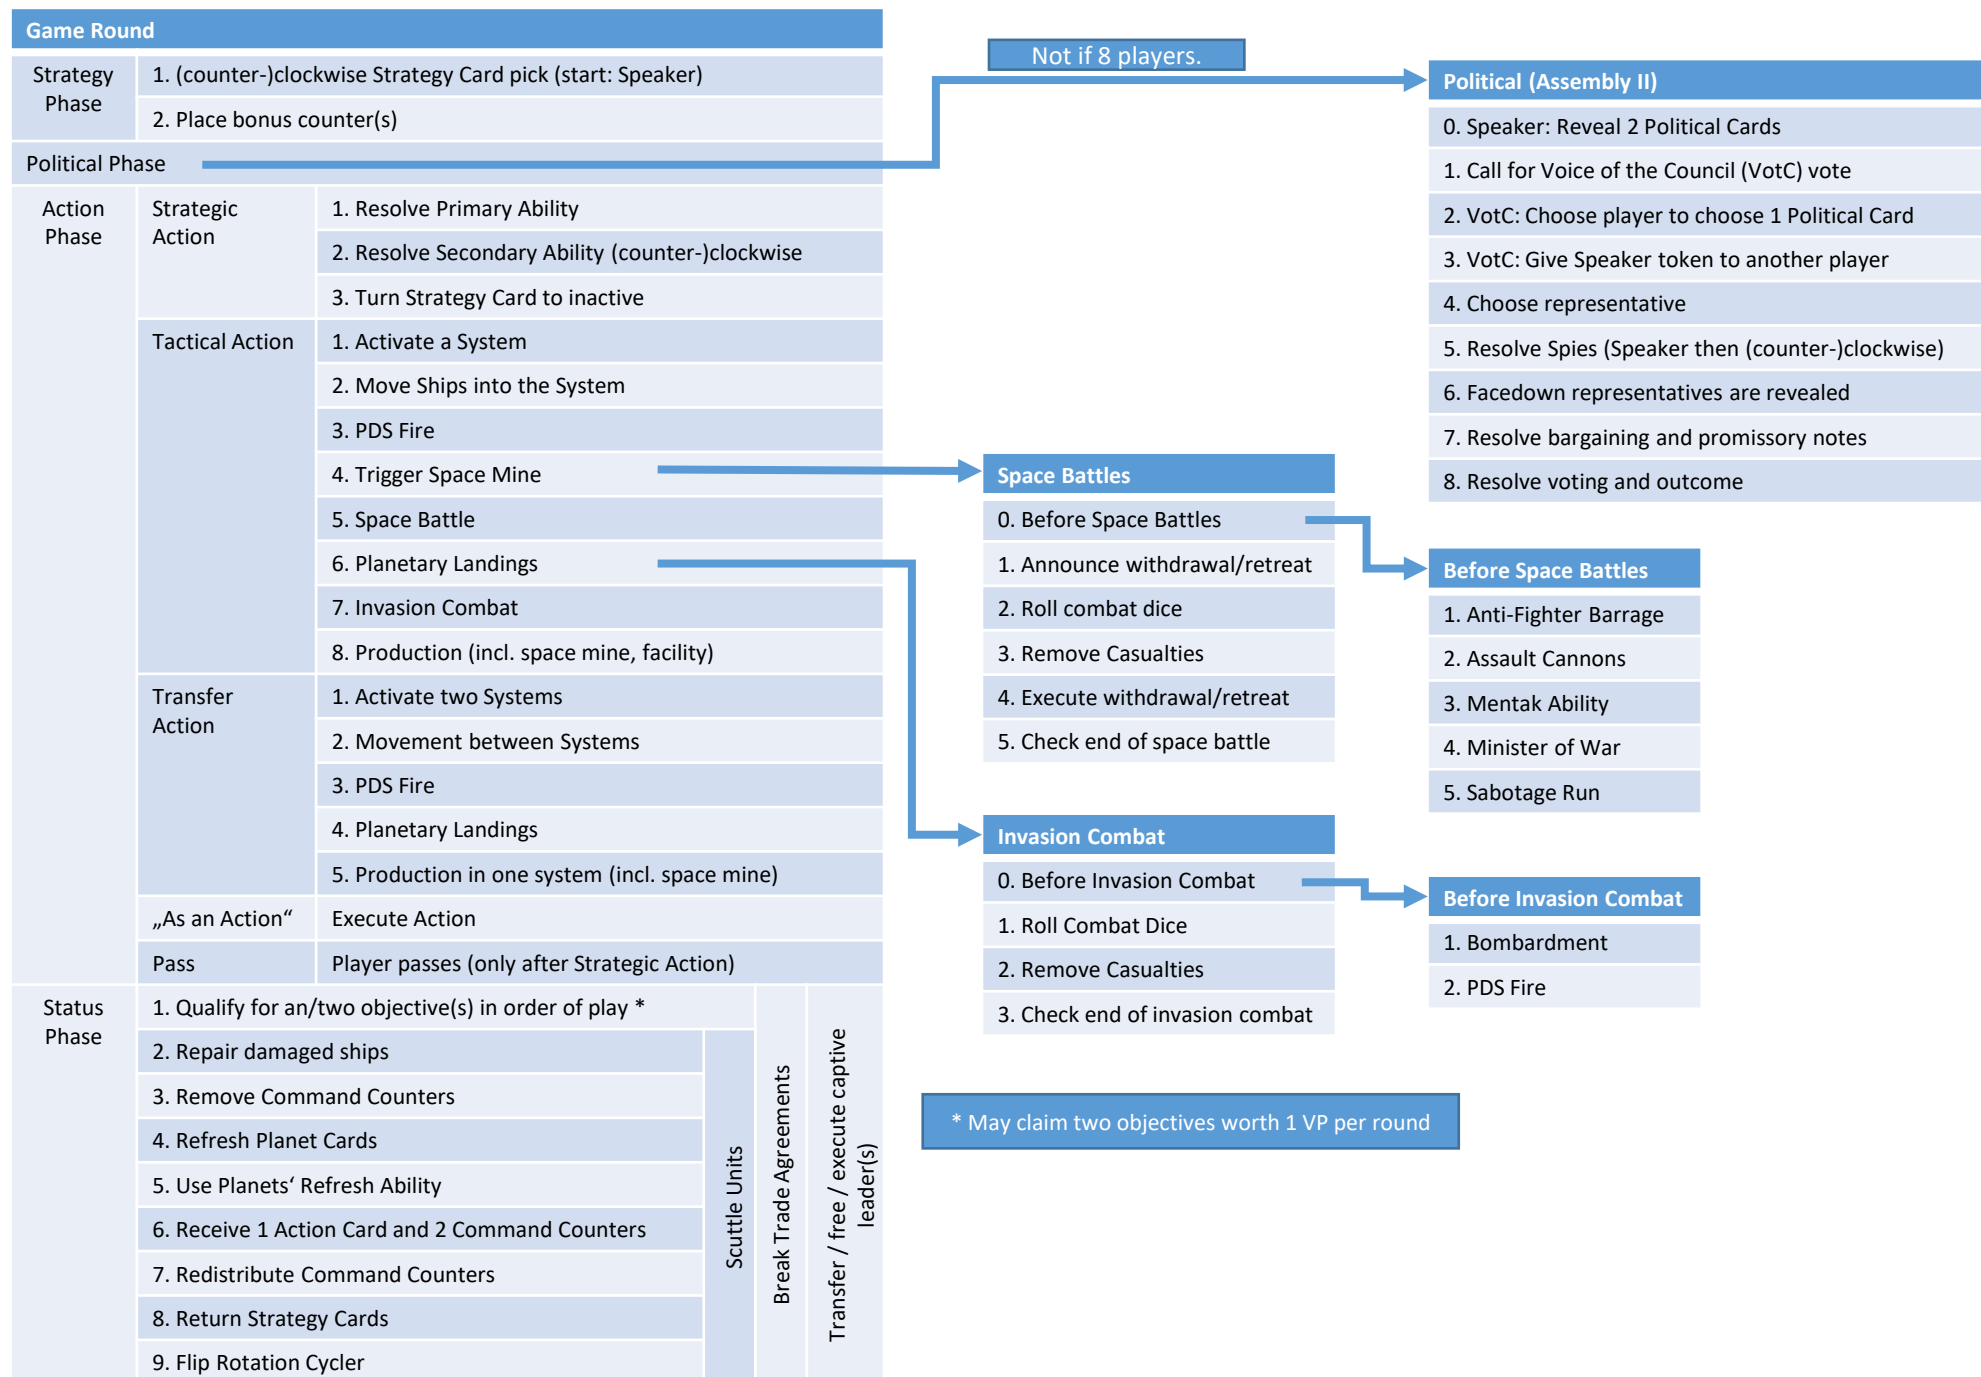 Game Round
Strategy
Phase
1. (counter-)clockwise Strategy Card pick (start: Speaker)
2. Place bonus counter(s)
Political Phase
Action
Phase
Strategic
Action
1. Resolve Primary Ability
2. Resolve Secondary Ability (counter-)clockwise
3. Turn Strategy Card to inactive
Tactical Action
1. Activate a System
2. Move Ships into the System
3. PDS Fire
4. Trigger Space Mine
5. Space Battle
6. Planetary Landings
7. Invasion Combat
8. Production (incl. space mine, facility)
Transfer
Action
1. Activate two Systems
2. Movement between Systems
3. PDS Fire
4. Planetary Landings
5. Production in one system (incl. space mine)
„As an Action“
Execute Action
Pass
Player passes (only after Strategic Action)
Status
Phase
1. Qualify for an/two objective(s) in order of play *
2. Repair damaged ships
3. Remove Command Counters
4. Refresh Planet Cards
5. Use Planets‘ Refresh Ability
6. Receive 1 Action Card and 2 Command Counters
7. Redistribute Command Counters
8. Return Strategy Cards
9. Flip Rotation Cycler
Scuttle Units
Break Trade Agreements
Transfer / free / execute captive
leader(s)
Not if 8 players.
Political (Assembly II)
0. Speaker: Reveal 2 Political Cards
1. Call for Voice of the Council (VotC) vote
2. VotC: Choose player to choose 1 Political Card
3. VotC: Give Speaker token to another player
4. Choose representative
5. Resolve Spies (Speaker then (counter-)clockwise)
6. Facedown representatives are revealed
7. Resolve bargaining and promissory notes
8. Resolve voting and outcome
Space Battles
0. Before Space Battles
1. Announce withdrawal/retreat
2. Roll combat dice
3. Remove Casualties
4. Execute withdrawal/retreat
5. Check end of space battle
Before Space Battles
1. Anti-Fighter Barrage
2. Assault Cannons
3. Mentak Ability
4. Minister of War
5. Sabotage Run
Invasion Combat
0. Before Invasion Combat
1. Roll Combat Dice
2. Remove Casualties
3. Check end of invasion combat
Before Invasion Combat
1. Bombardment
2. PDS Fire
* May claim two objectives worth 1 VP per round